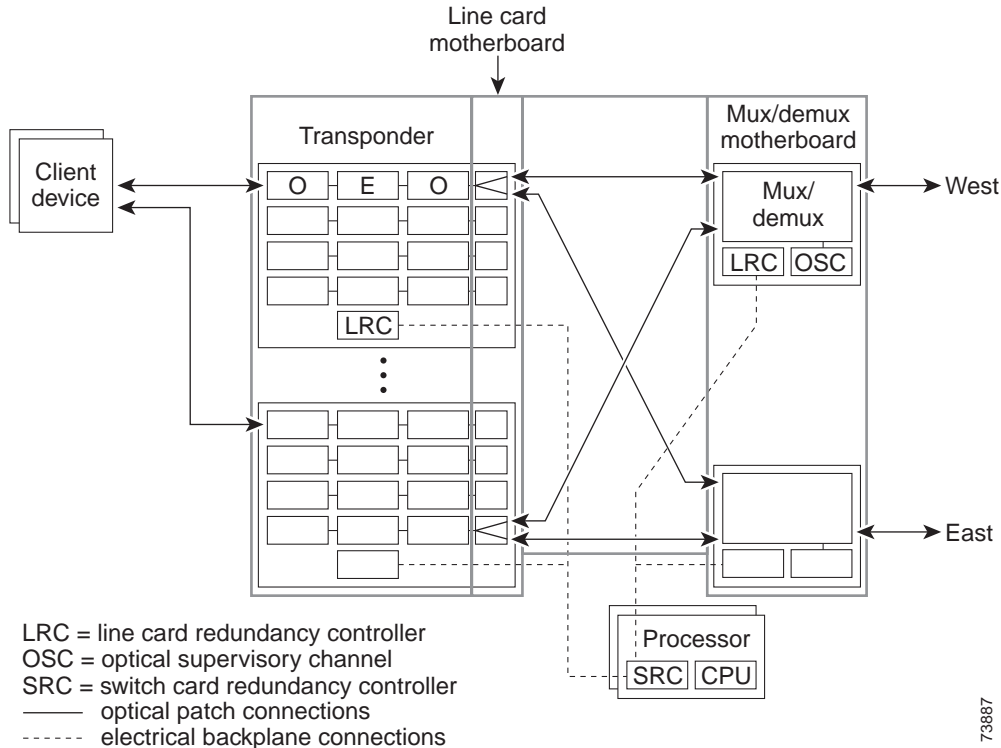 Line card
motherboard
Transponder
Mux/demux
motherboard
Client
device
O E O
Mux/
demux
West
LRC OSC
LRC
East
Processor
SRC CPU
LRC = line card redundancy controller
OSC = optical supervisory channel
SRC = switch card redundancy controller
optical patch connections
electrical backplane connections
73887